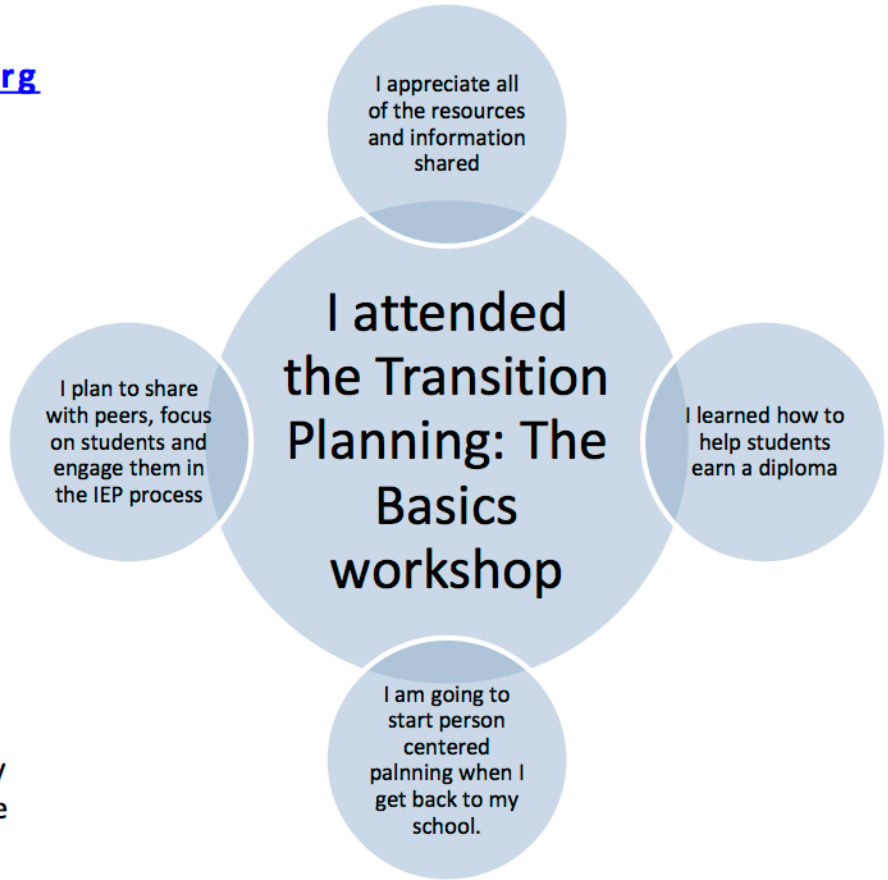 rg
I appreciate all
of the resources
and information
shared
I attended
the Transition
Planning: The
Basics
workshop
I plan to share
with peers, focus
on students and
engage them in
the IEP process
I learned how to
help students
earn a diploma
I am going to
start person
centered
palnning when I
get back to my
school.
e